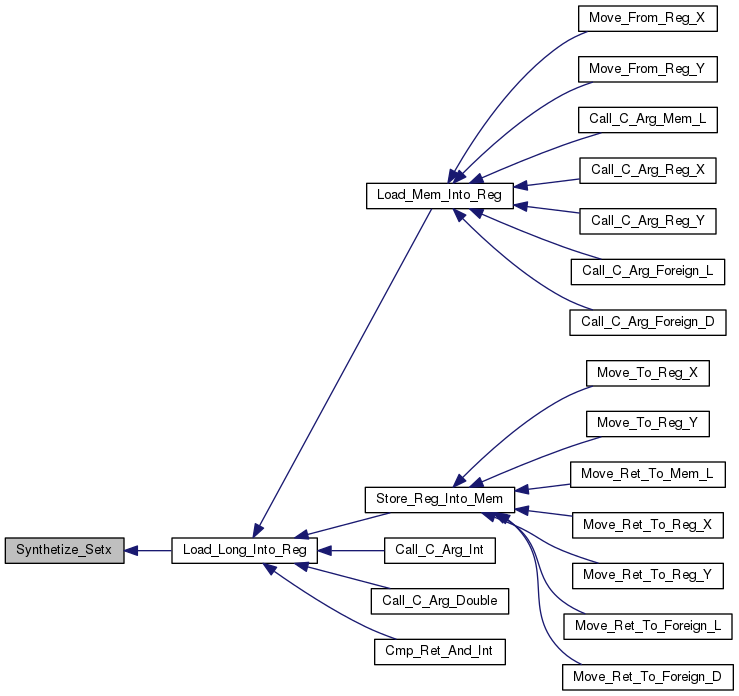 Move_From_Reg_X
Move_From_Reg_Y
Call_C_Arg_Mem_L
Call_C_Arg_Reg_X
Load_Mem_Into_Reg
Call_C_Arg_Reg_Y
Call_C_Arg_Foreign_L
Call_C_Arg_Foreign_D
Move_To_Reg_X
Move_To_Reg_Y
Move_Ret_To_Mem_L
Store_Reg_Into_Mem
Move_Ret_To_Reg_X
Synthetize_Setx
Load_Long_Into_Reg
Call_C_Arg_Int
Move_Ret_To_Reg_Y
Call_C_Arg_Double
Move_Ret_To_Foreign_L
Cmp_Ret_And_Int
Move_Ret_To_Foreign_D